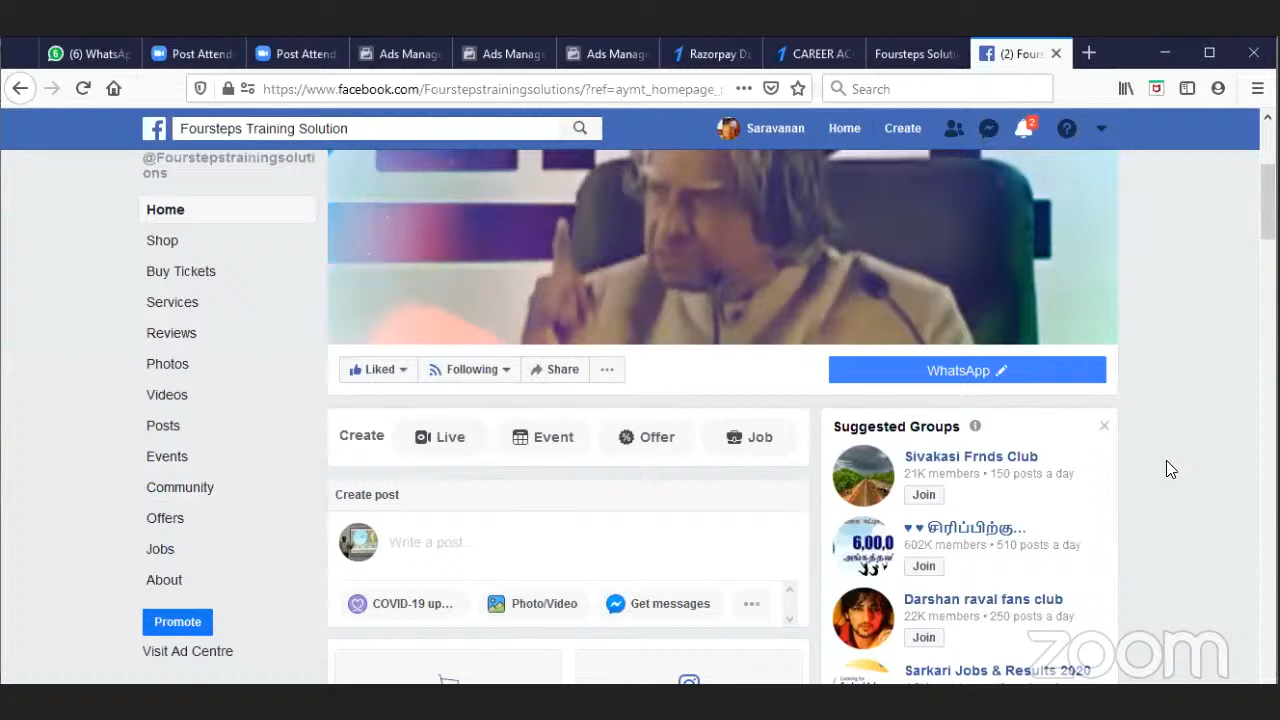 (6) WhatsAp
Post Attend
Post Attend
Ads Manag
Ads Manag
Ads Manag
Razorpay Da
CAREER AC
Foursteps Soluti
(2) Fours
https://www.facebook.com/Fourstepstrainingsolutions/?ref=aymt_homepage_
Search
Foursteps Training Solution
Saravanan
Home
Create
2
@Fourstepstrainingsoluti
ons
Home
Shop
Buy Tickets
Services
Reviews
Photos
Videos
Posts
Events
Community
Offers
Jobs
About
Promote
Visit Ad Centre
Liked
Following
Share
WhatsApp
Create
Live
Event
Offer
Job
Create post
Write a post...
COVID-19 up...
Photo/Video
Get messages
Suggested Groups
Sivakasi Frnds Club
21K members • 150 posts a day
Join
♥ ♥ சிரிப்பிற்கு...
602K members • 510 posts a day
Join
6,00,0
Darshan raval fans club
22K members • 250 posts a day
Join
Sarkari Jobs & Results 2020
zoom